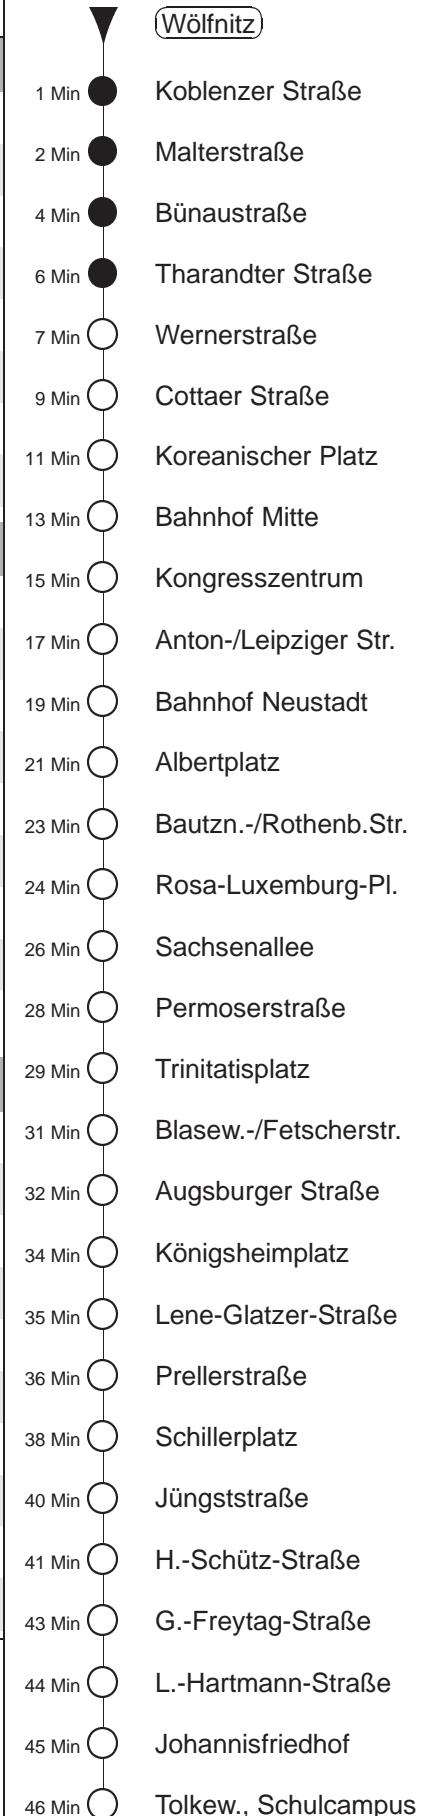 Wölfnitz
1 Min Koblenzer Straße
2 Min Malterstraße
4 Min Bünaustraße
6 Min Tharandter Straße
7 Min Wernerstraße
9 Min Cottaer Straße
11 Min Koreanischer Platz
13 Min Bahnhof Mitte
15 Min Kongresszentrum
17 Min Anton-/Leipziger Str.
19 Min Bahnhof Neustadt
21 Min Albertplatz
23 Min Bautzn.-/Rothenb.Str.
24 Min Rosa-Luxemburg-Pl.
26 Min Sachsenallee
28 Min Permoserstraße
29 Min Trinitatisplatz
31 Min Blasew.-/Fetscherstr.
32 Min Augsburger Straße
34 Min Königsheimplatz
35 Min Lene-Glatzer-Straße
36 Min Prellerstraße
38 Min Schillerplatz
40 Min Jüngststraße
41 Min H.-Schütz-Straße
43 Min G.-Freytag-Straße
44 Min L.-Hartmann-Straße
45 Min Johannisfriedhof
46 Min Tolkew., Schulcampus